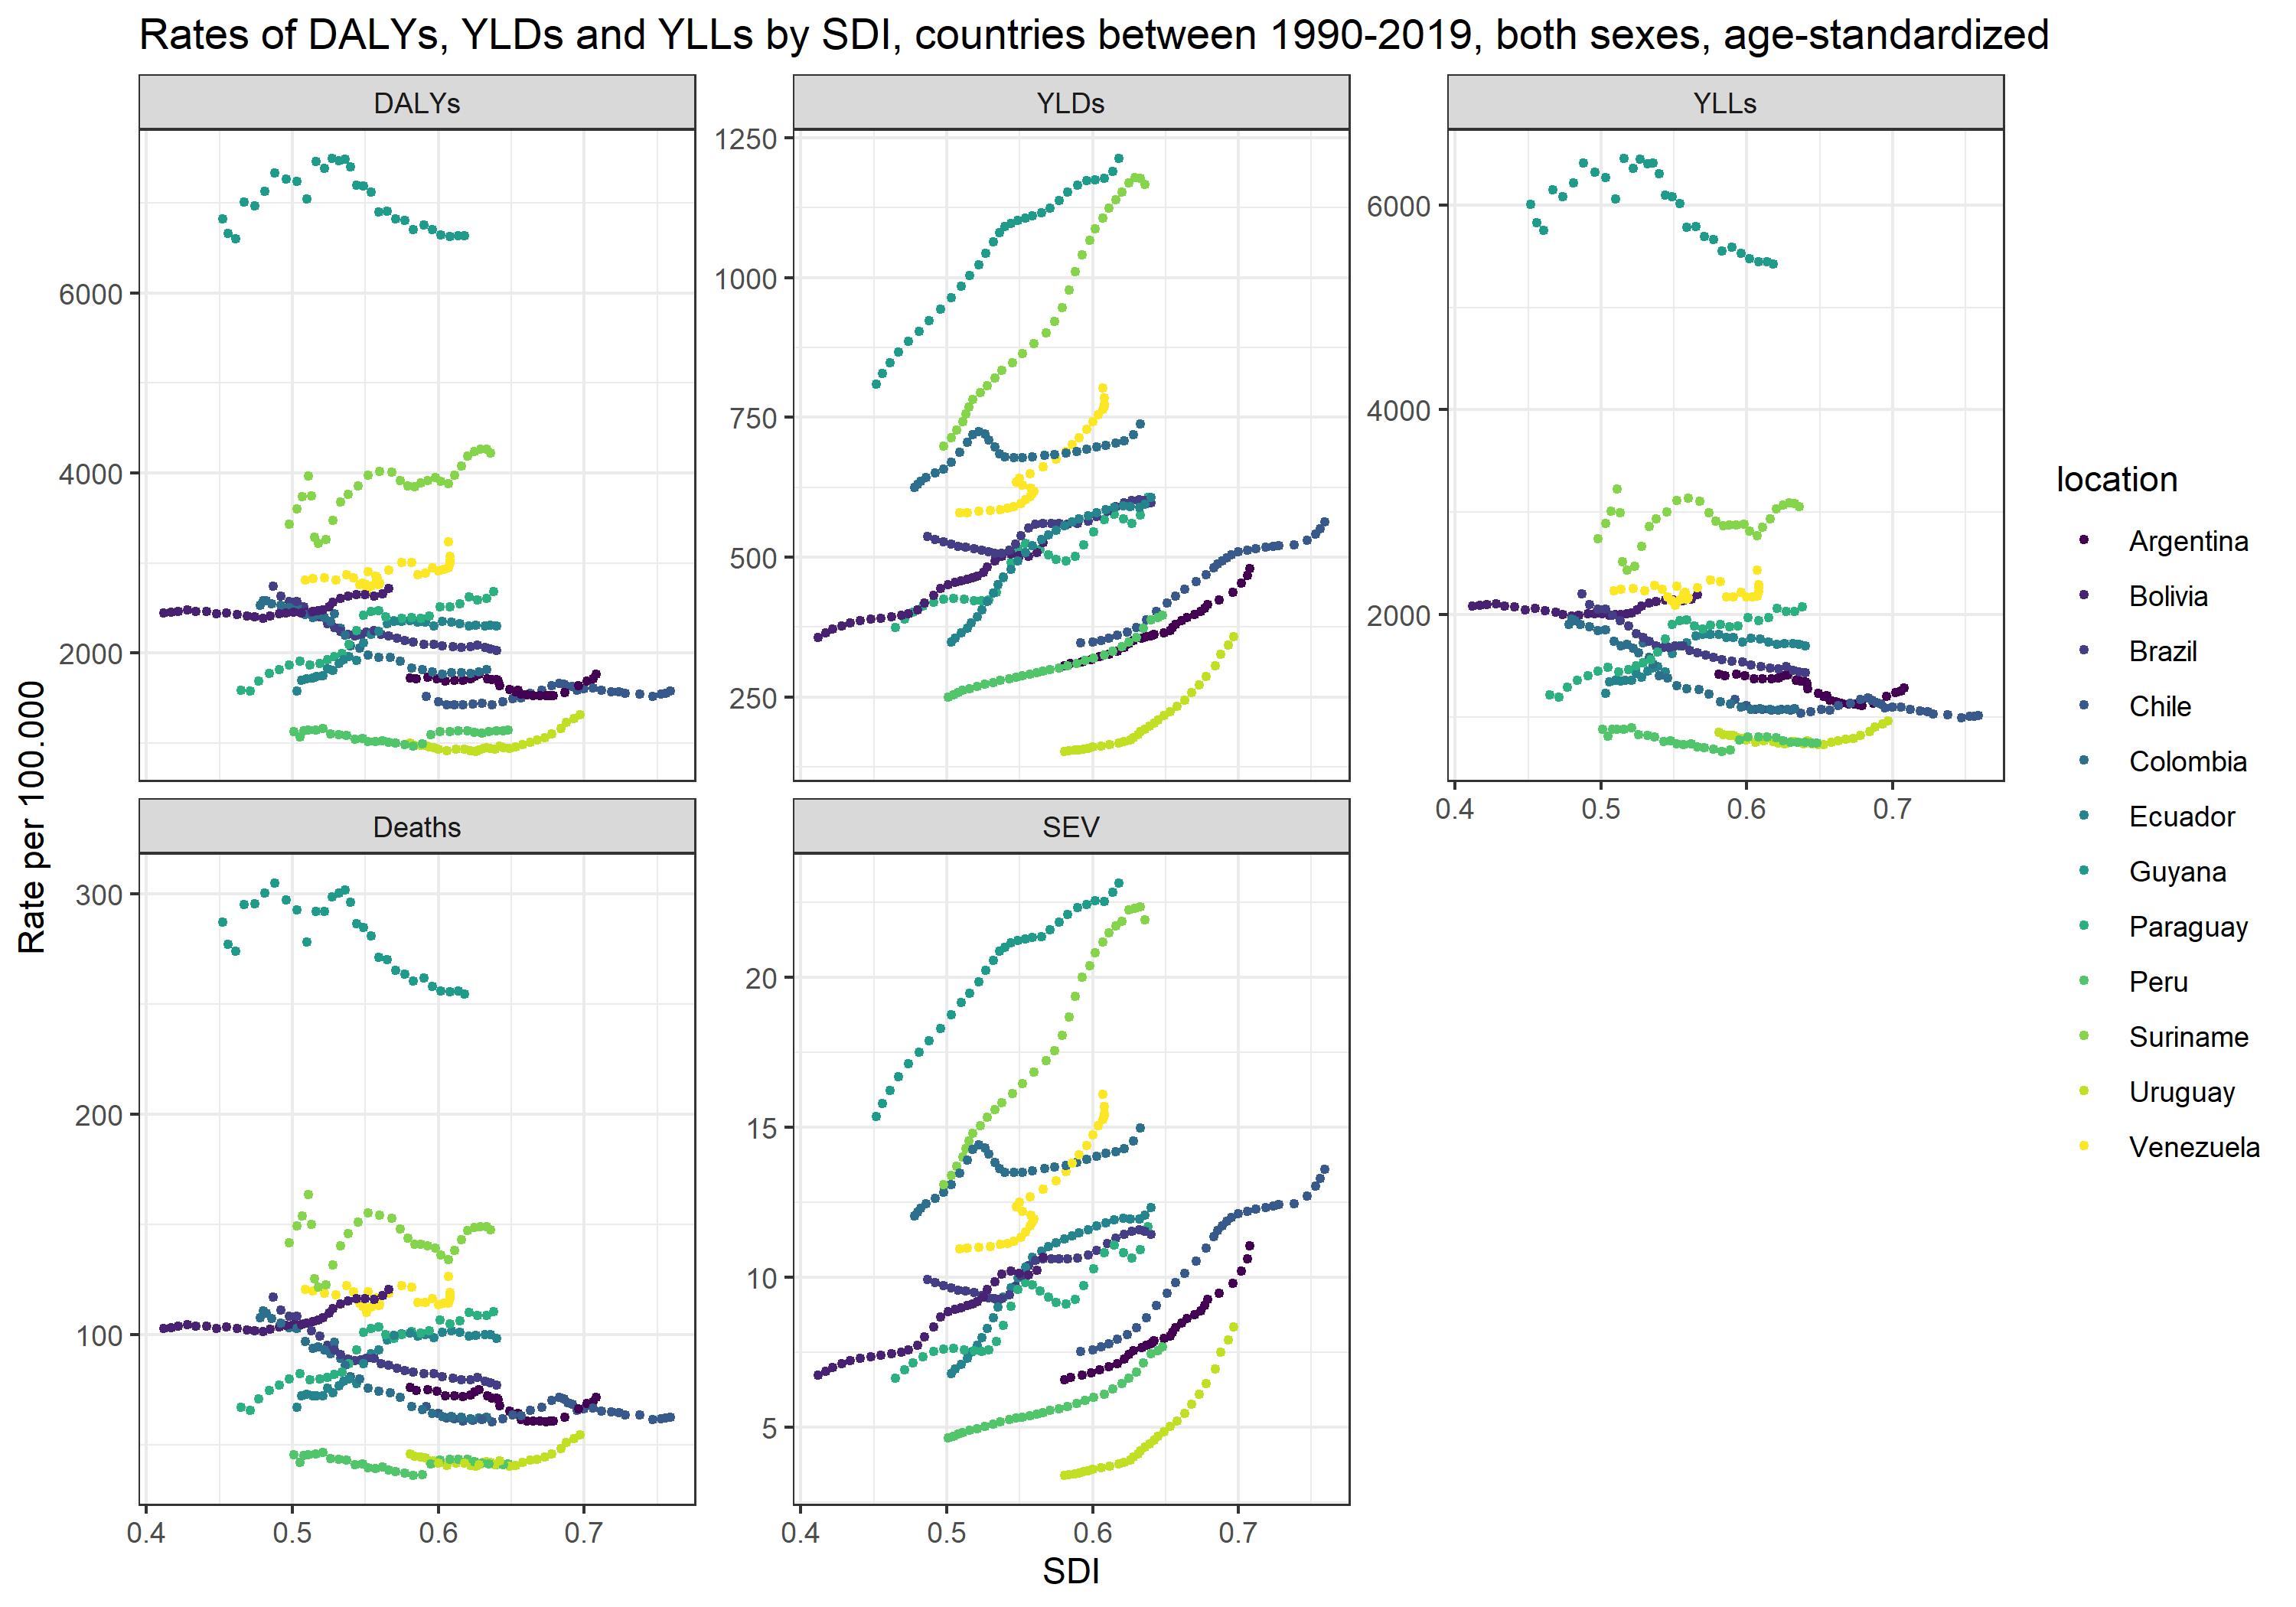 Rates of DALYs, YLDs and YLLs by SDI, countries between 1990-2019, both sexes, age-standardized
DALYs
6000
4000
2000
YLDs
1250
1000
750
500
250
YLLs
6000
4000
2000
0.4 0.5 0.6 0.7
Deaths
300
200
100
0.4 0.5 0.6 0.7
SEV
20
15
10
5
0.4 0.5 0.6 0.7
Rate per 100.000
SDI
location
Argentina
Bolivia
Brazil
Chile
Colombia
Ecuador
Guyana
Paraguay
Peru
Suriname
Uruguay
Venezuela